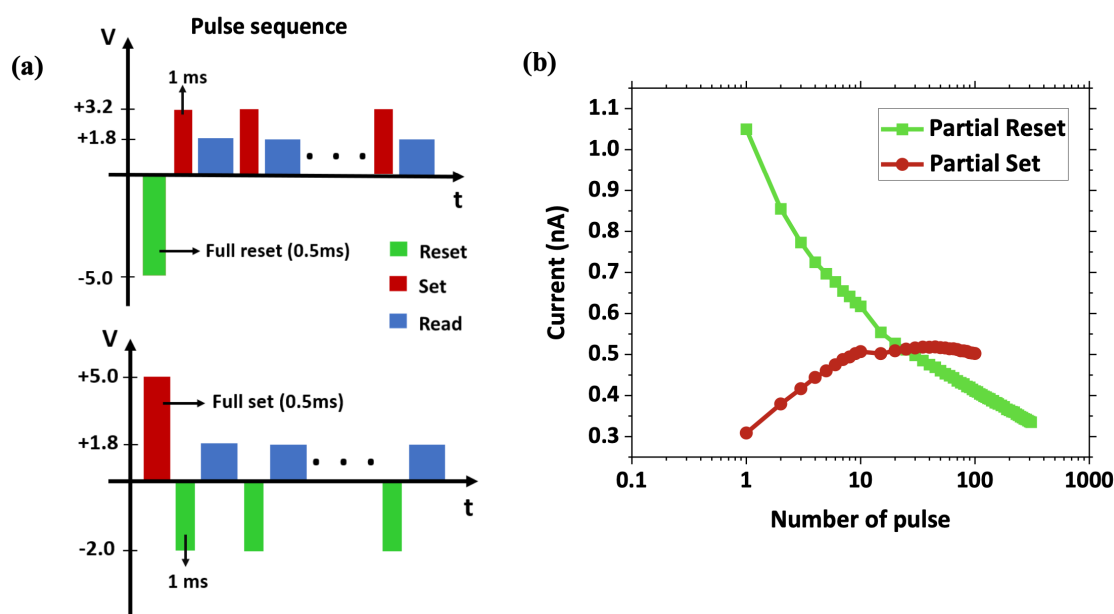 Pulse sequence
(a)
V
1 ms
+3.2
+1.8
t
Full reset (0.5ms)
-5.0
Reset
Set
Read
V
+5.0
Full set (0.5ms)
+1.8
t
-2.0
1 ms
(b)
Partial Reset
Partial Set
Current (nA)
1.1
1.0
0.9
0.8
0.7
0.6
0.5
0.4
0.3
0.1 1 10 100 1000
Number of pulse